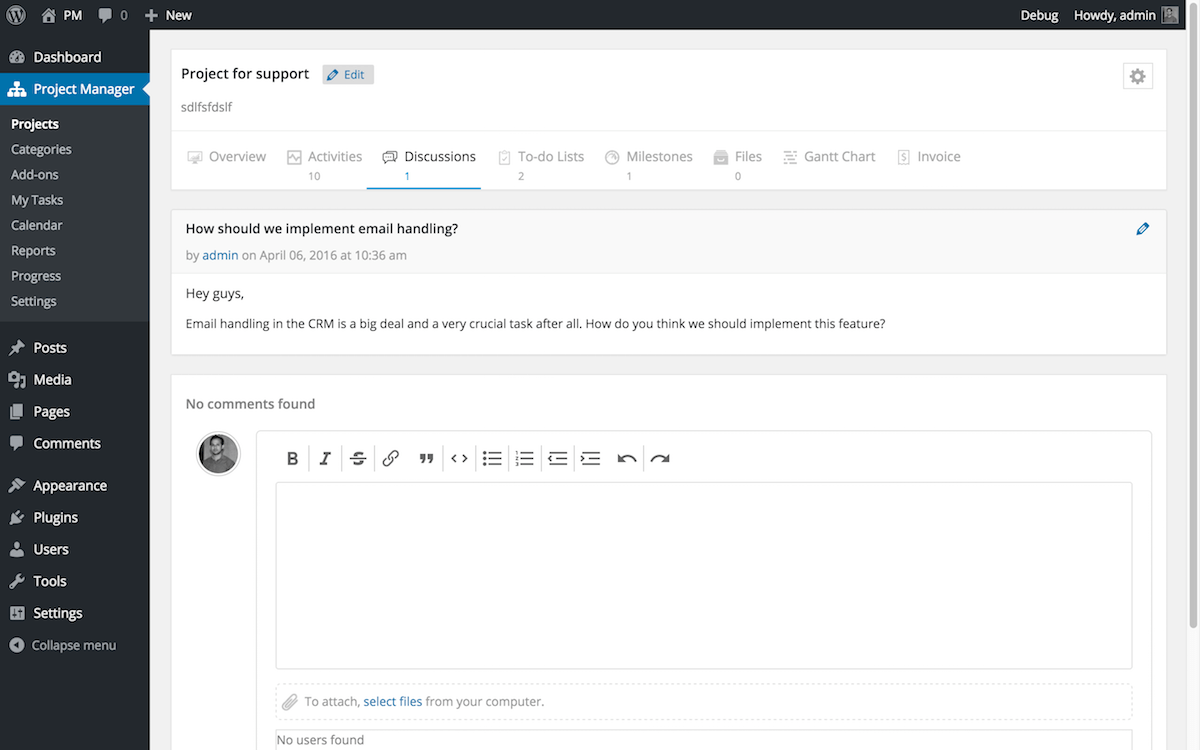 PM 0 New Debug Howdy, admin
Dashboard
Project Manager
Projects
Categories
Add-ons
My Tasks
Calendar
Reports
Progress
Settings
Posts
Media
Pages
Comments
Appearance
Plugins
Users
Tools
Settings
Collapse menu
Project for support Edit
sdlfsfdslf
Overview Activities Discussions To-do Lists Milestones Files Gantt Chart Invoice
10 1 2 1 0
How should we implement email handling?
by admin on April 06, 2016 at 10:36 am
Hey guys,
Email handling in the CRM is a big deal and a very crucial task after all. How do you think we should implement this feature?
No comments found
To attach, select files from your computer.
No users found